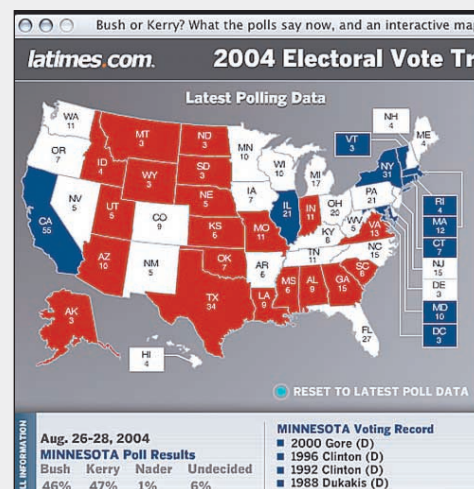 Bush or Kerry? What the polls say now, and an interactive map
latimes.com.
2004 Electoral Vote Tr
Latest Polling Data
WA
11
OR
7
CA
55
NV
5
ID
4
MT
3
WY
3
UT
5
AZ
10
CO
9
NM
5
ND
3
SD
3
NE
5
KS
6
OK
7
TX
34
MN
10
IA
7
MO
11
AR
6
LA
9
WI
10
IL
21
MI
17
IN
11
OH
20
KY
8
TN
11
MS
6
AL
9
GA
15
FL
27
SC
8
NC
15
VA
13
WV
5
PA
21
NY
31
VT
3
NH
4
ME
4
RI
4
MA
12
CT
7
NJ
15
DE
3
MD
10
DC
3
AK
3
HI
4
RESET TO LATEST POLL DATA
LL INFORMATION
Aug. 26-28, 2004
MINNESOTA Poll Results
Bush Kerry Nader Undecided
46% 47% 1% 6%
MINNESOTA Voting Record
2000 Gore (D)
1996 Clinton (D)
1992 Clinton (D)
1988 Dukakis (D)